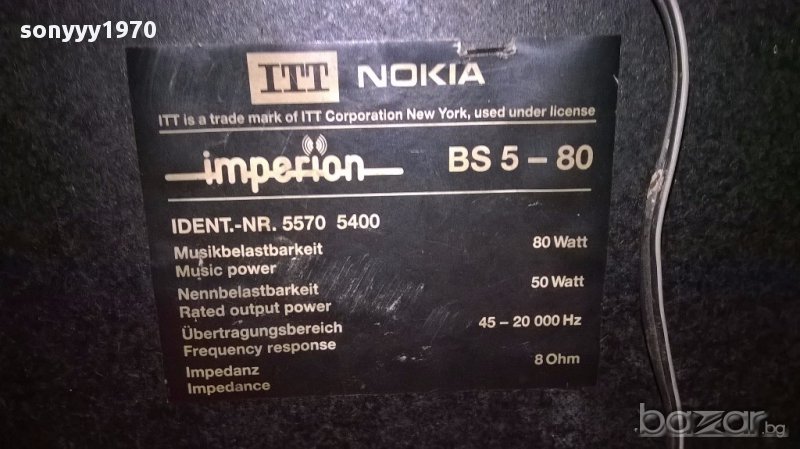 sonyyy1970
ITT NOKIA
ITT is a trade mark of ITT Corporation New York, used under license
imperion BS 5 – 80
IDENT.-NR. 5570 5400
Musikbelastbarkeit 80 Watt
Music power
Nennbelastbarkeit 50 Watt
Rated output power
Übertragungsbereich 45 – 20 000 Hz
Frequency response
Impedanz 8 Ohm
Impedance
bazar.bg